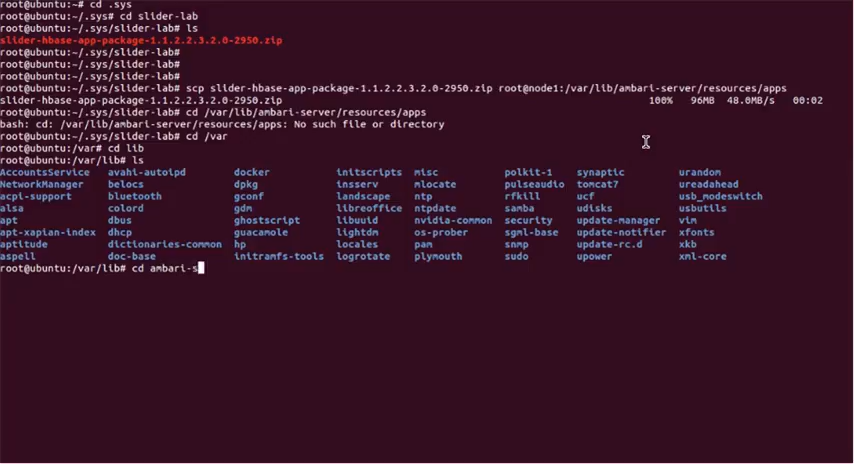 root@ubuntu:~# cd .sys
root@ubuntu:~/.sys# cd slider-lab
root@ubuntu:~/.sys/slider-lab# ls
slider-hbase-app-package-1.1.2.2.3.2.0-2950.zip
root@ubuntu:~/.sys/slider-lab#
root@ubuntu:~/.sys/slider-lab#
root@ubuntu:~/.sys/slider-lab#
root@ubuntu:~/.sys/slider-lab# scp slider-hbase-app-package-1.1.2.2.3.2.0-2950.zip root@node1:/var/lib/ambari-server/resources/apps
slider-hbase-app-package-1.1.2.2.3.2.0-2950.zip 100% 96MB 48.0MB/s 00:02
root@ubuntu:~/.sys/slider-lab# cd /var/lib/ambari-server/resources/apps
bash: cd: /var/lib/ambari-server/resources/apps: No such file or directory
root@ubuntu:~/.sys/slider-lab# cd /var
root@ubuntu:/var# cd lib
root@ubuntu:/var/lib# ls
AccountsService avahi-autoipd docker initscripts misc polkit-1 synaptic urandom
NetworkManager belocs dpkg insserv mlocate pulseaudio tomcat7 ureadahead
acpi-support bluetooth gconf landscape ntp rfkill ucf usb_modeswitch
alsa colord gdm libreoffice ntpdate samba udisks usbutils
apt dbus ghostscript libuuid nvidia-common security update-manager vim
apt-xapian-index dhcp guacamole lightdm os-prober sgml-base update-notifier xfonts
aptitude dictionaries-common hp locales pam snmp update-rc.d xkb
aspell doc-base initramfs-tools logrotate plymouth sudo upower xml-core
root@ubuntu:/var/lib# cd ambari-s